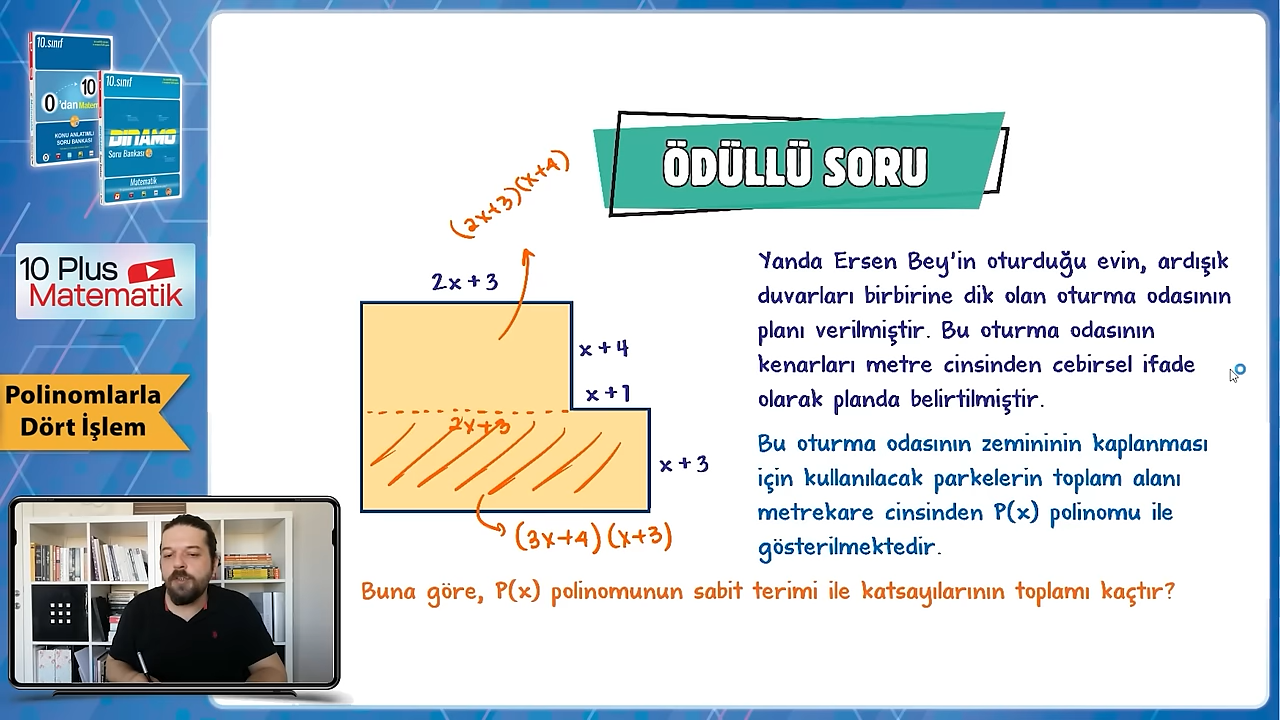 10.sınıf
10.sınıf
0'dan 10
DİNAMO
Soru Bankası
KONU ANLATIMLI
SORU BANKASI
Matematik
10 Plus
Matematik
Polinomlarla
Dört İşlem
ÖDÜLLÜ SORU
(2x+3)(x+4)
2x + 3
x + 4
x + 1
2x+3
x + 3
(3x+4) (x+3)
Yanda Ersen Bey'in oturduğu evin, ardışık
duvarları birbirine dik olan oturma odasının
planı verilmiştir. Bu oturma odasının
kenarları metre cinsinden cebirsel ifade
olarak planda belirtilmiştir.
Bu oturma odasının zemininin kaplanması
için kullanılacak parkelerin toplam alanı
metrekare cinsinden P(x) polinomu ile
gösterilmektedir.
Buna göre, P(x) polinomunun sabit terimi ile katsayılarının toplamı kaçtır?